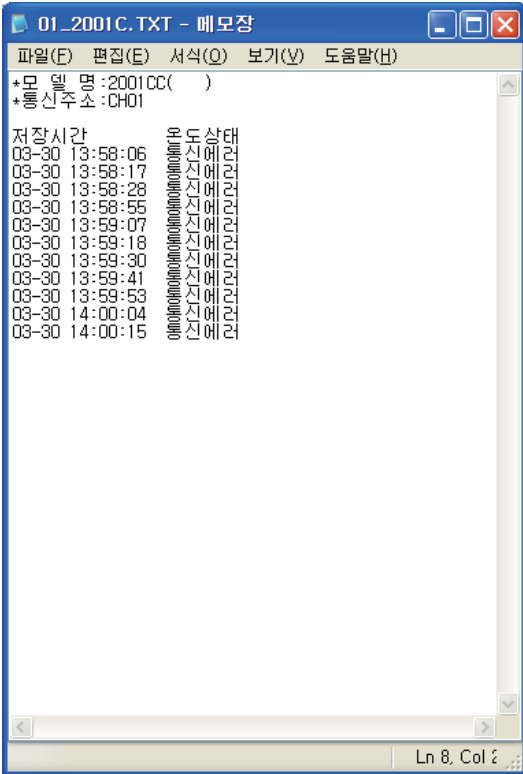 01_2001C.TXT - 메모장
파일(F) 편집(E) 서식(O) 보기(V) 도움말(H)
*모 델 명:2001CC( )
*통신주소:CH01
저장시간 온도상태
03-30 13:58:06 통신에러
03-30 13:58:17 통신에러
03-30 13:58:28 통신에러
03-30 13:58:55 통신에러
03-30 13:59:07 통신에러
03-30 13:59:18 통신에러
03-30 13:59:30 통신에러
03-30 13:59:41 통신에러
03-30 13:59:53 통신에러
03-30 14:00:04 통신에러
03-30 14:00:15 통신에러
Ln 8, Col